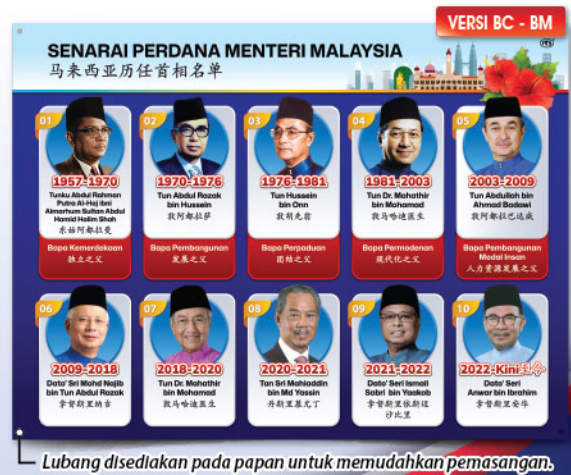 VERSI BC - BM
SENARAI PERDANA MENTERI MALAYSIA
马来西亚历任首相名单
01
1957-1970
Tunku Abdul Rahman
Putra Al-Haj ibni
Almarhum Sultan Abdul
Hamid Halim Shah
东姑阿都拉曼
Bapa Kemerdekaan
独立之父
02
1970-1976
Tun Abdul Razak
bin Hussein
敦阿都拉萨
Bapa Pembangunan
发展之父
03
1976-1981
Tun Hussein
bin Onn
敦胡先翁
Bapa Perpaduan
团结之父
04
1981-2003
Tun Dr. Mahathir
bin Mohamad
敦马哈迪医生
Bapa Permodenan
现代化之父
05
2003-2009
Tun Abdullah bin
Ahmad Badawi
敦阿都拉巴达威
Bapa Pembangunan
Modal Insan
人力资源发展之父
06
2009-2018
Dato' Sri Mohd Najib
bin Tun Abdul Razak
拿督斯里纳吉
07
2018-2020
Tun Dr. Mahathir
bin Mohamad
敦马哈迪医生
08
2020-2021
Tan Sri Mahiaddin
bin Md Yassin
丹斯里慕尤丁
09
2021-2022
Dato' Seri Ismail
Sabri bin Yaakob
拿督斯里依斯迈
沙比里
10
2022-Kini至今
Dato' Seri
Anwar bin Ibrahim
拿督斯里安华
Lubang disediakan pada papan untuk memudahkan pemasangan.